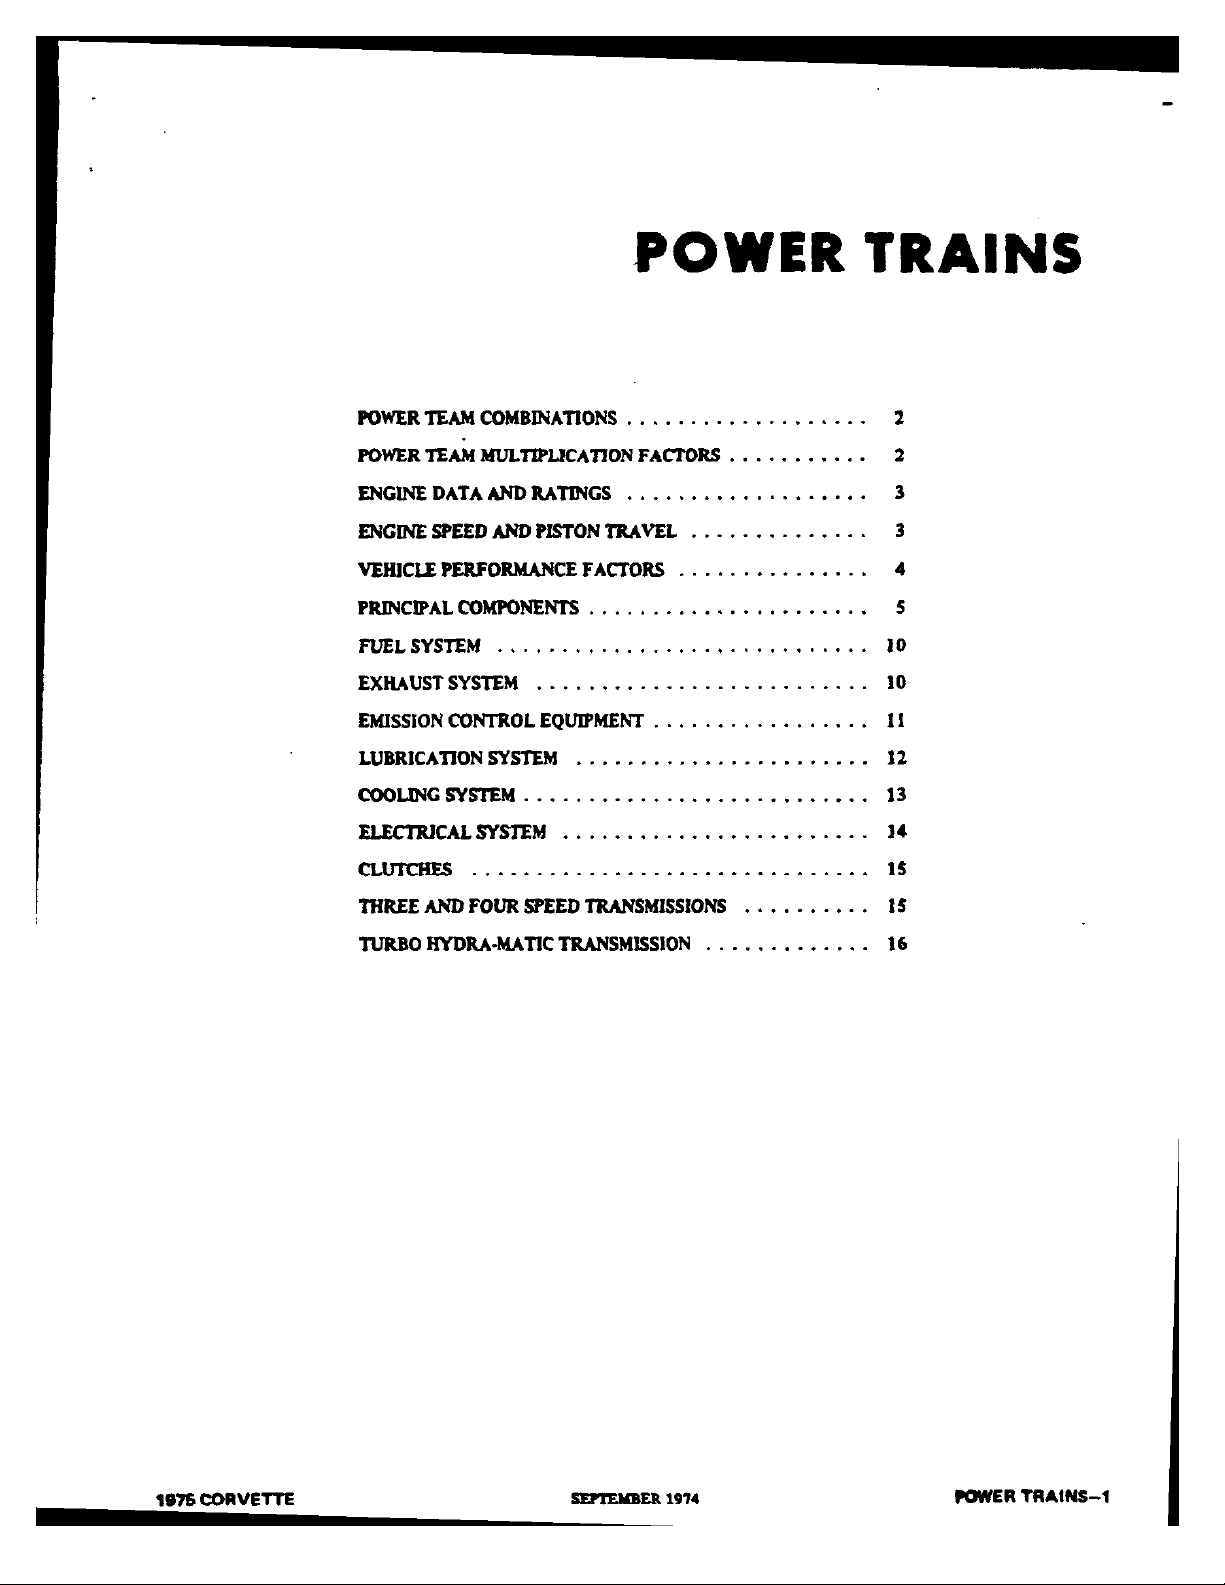 POWER TRAINS
POWER TEAM COMBINATIONS . . . . . . . . . . . . . . . . . . . 2
POWER TEAM MULTIPLICATION FACTORS . . . . . . . . . . . 2
ENGINE DATA AND RATINGS . . . . . . . . . . . . . . . . . . . 3
ENGINE SPEED AND PISTON TRAVEL . . . . . . . . . . . . . . 3
VEHICLE PERFORMANCE FACTORS . . . . . . . . . . . . . . . 4
PRINCIPAL COMPONENTS . . . . . . . . . . . . . . . . . . . . . . 5
FUEL SYSTEM . . . . . . . . . . . . . . . . . . . . . . . . . . . . . 10
EXHAUST SYSTEM . . . . . . . . . . . . . . . . . . . . . . . . . . 10
EMISSION CONTROL EQUIPMENT . . . . . . . . . . . . . . . . . 11
LUBRICATION SYSTEM . . . . . . . . . . . . . . . . . . . . . . . 12
COOLING SYSTEM . . . . . . . . . . . . . . . . . . . . . . . . . . . 13
ELECTRICAL SYSTEM . . . . . . . . . . . . . . . . . . . . . . . . 14
CLUTCHES . . . . . . . . . . . . . . . . . . . . . . . . . . . . . . . 15
THREE AND FOUR SPEED TRANSMISSIONS . . . . . . . . . . 15
TURBO HYDRA-MATIC TRANSMISSION . . . . . . . . . . . . . 16
1975 CORVETTE SEPTEMBER 1974 POWER TRAINS–1